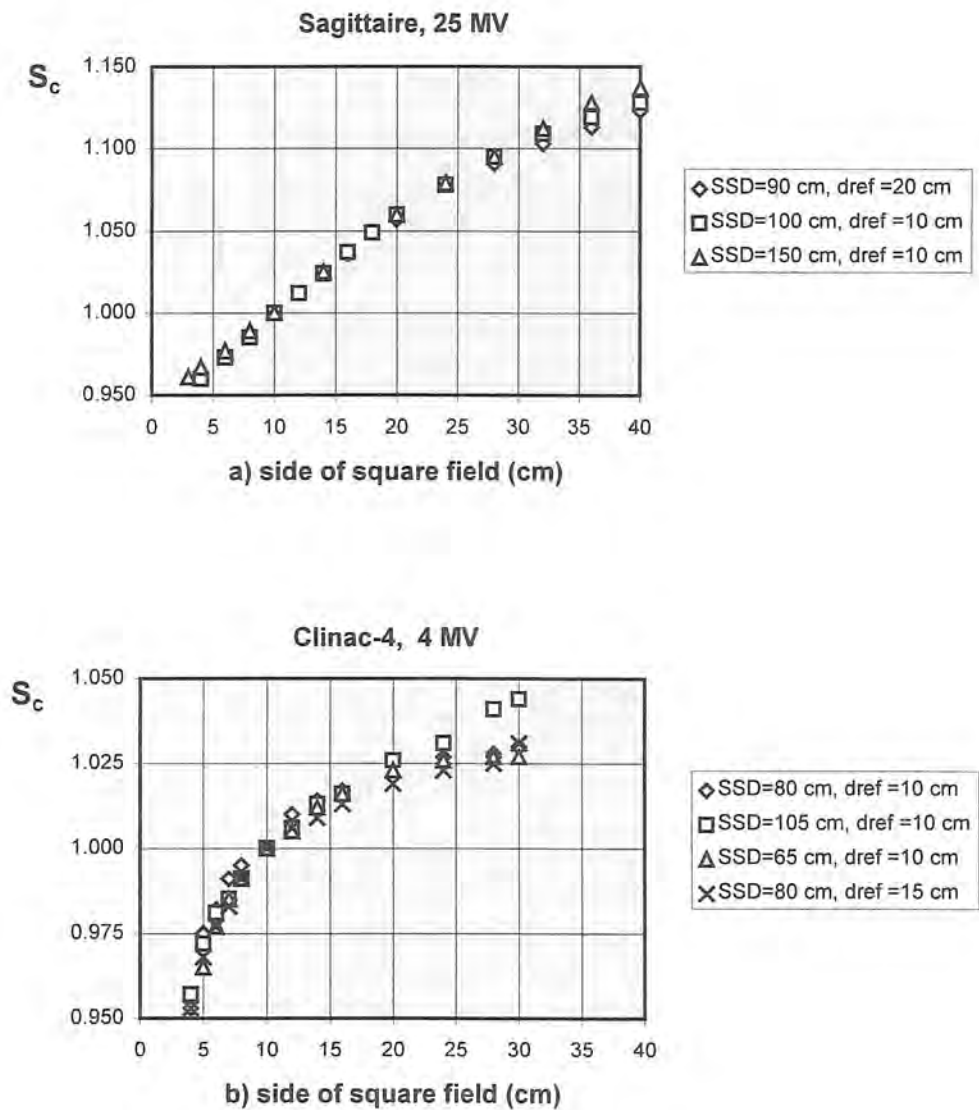 Sagittaire, 25 MV
Sc
1.150
1.100
1.050
1.000
0.950
0 5 10 15 20 25 30 35 40
a) side of square field (cm)
SSD=90 cm, dref =20 cm
SSD=100 cm, dref =10 cm
SSD=150 cm, dref =10 cm
Clinac-4, 4 MV
Sc
1.050
1.025
1.000
0.975
0.950
0 5 10 15 20 25 30 35 40
b) side of square field (cm)
SSD=80 cm, dref =10 cm
SSD=105 cm, dref =10 cm
SSD=65 cm, dref =10 cm
SSD=80 cm, dref =15 cm